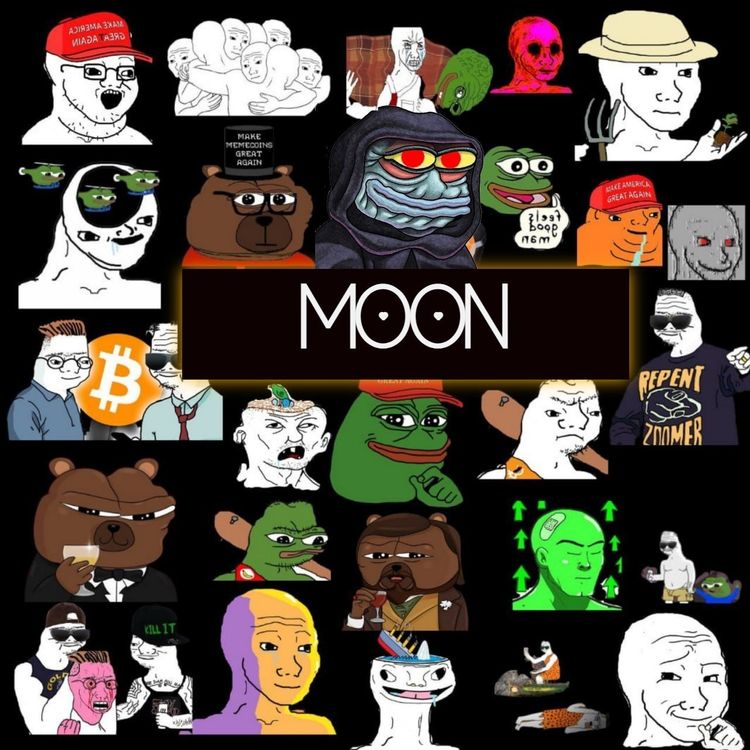 MAKE AMERICA
GREAT AGAIN
MAKE
MEMECOINS
GREAT
AGAIN
feels
good
man
MAKE AMERICA
GREAT AGAIN
MOON
B
REPENT
ZOOMER
GREAT AGAIN
KILL IT
GOLD